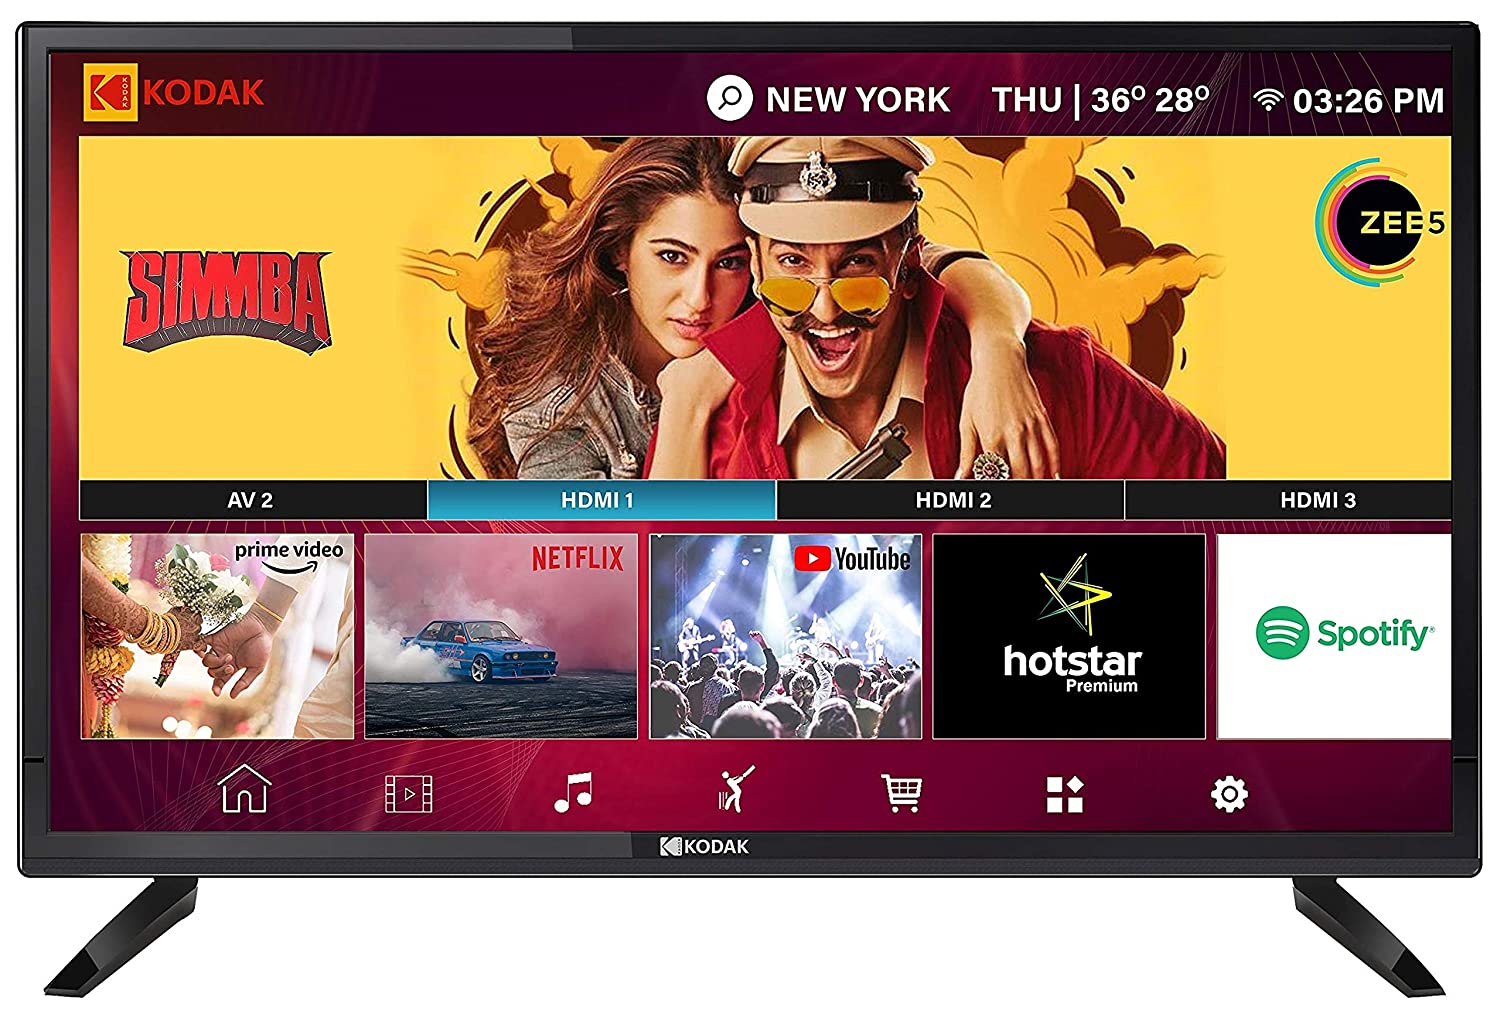 KODAK
KODAK
NEW YORK
THU | 36° 28°
03:26 PM
SIMMBA
ZEE5
AV 2
HDMI 1
HDMI 2
HDMI 3
prime video
NETFLIX
YouTube
hotstar
Premium
Spotify®
KODAK